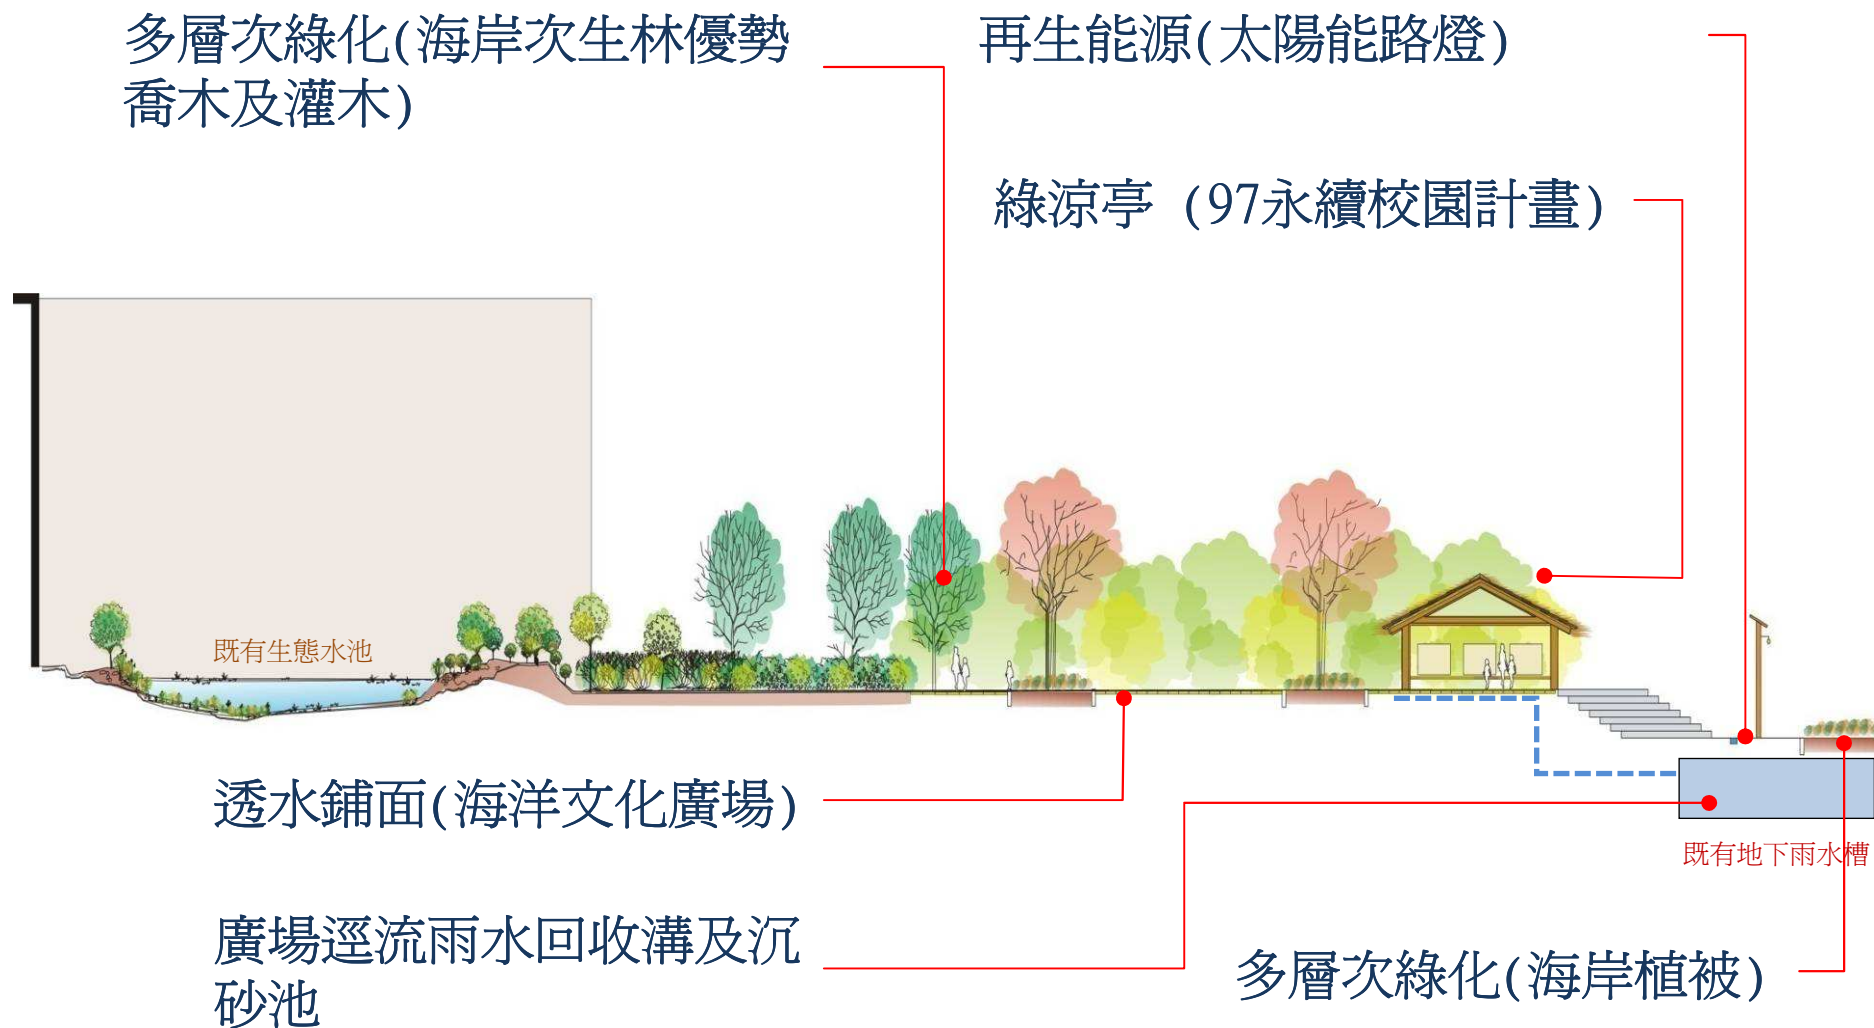 多層次綠化(海岸次生林優勢
喬木及灌木)
再生能源(太陽能路燈)
綠涼亭 (97永續校園計畫)
既有生態水池
透水鋪面(海洋文化廣場)
既有地下雨水槽
廣場逕流雨水回收溝及沉
砂池
多層次綠化(海岸植被)